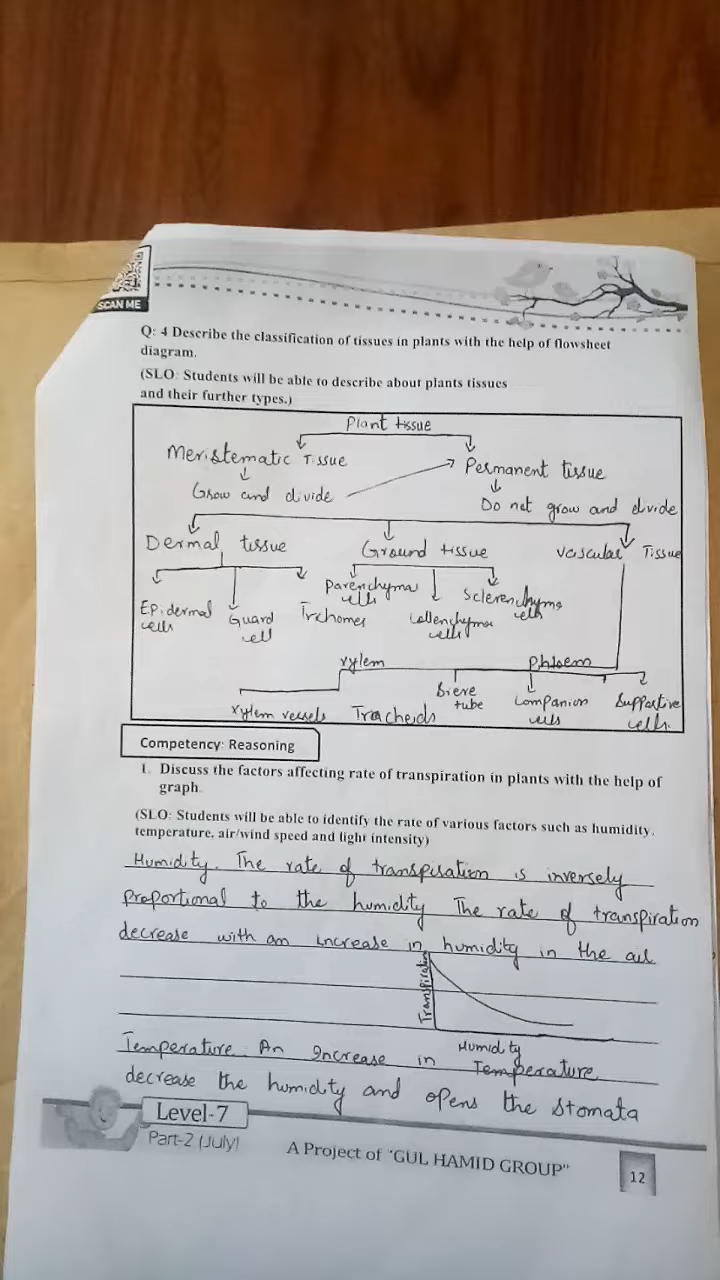 SCAN ME
Q: 4 Describe the classification of tissues in plants with the help of flowsheet
diagram.
(SLO: Students will be able to describe about plants tissues
and their further types.)
Plant tissue
Meristematic Tissue
Permanent tissue
Grow and divide
Do not grow and divide
Dermal tissue
Ground tissue
Vascular Tissue
Epidermal cells
Guard cell
Trichomes
Parenchyma cells
Collenchyma cells
Sclerenchyma cells
xylem
Phloem
xylem vessels
Tracheids
Sieve tube
Companion cells
Supportive cells.
Competency: Reasoning
1. Discuss the factors affecting rate of transpiration in plants with the help of
graph.
(SLO: Students will be able to identify the rate of various factors such as humidity,
temperature, air/wind speed and light intensity)
Humidity. The rate of transpiration is inversely
proportional to the humidity The rate of transpiration
decrease with an increase in humidity in the air
Transpiration
Humidity
Temperature. An Increase in Temperature
decrease the humidity and opens the stomata
Level-7
Part-2 (July)
A Project of "GUL HAMID GROUP"
12